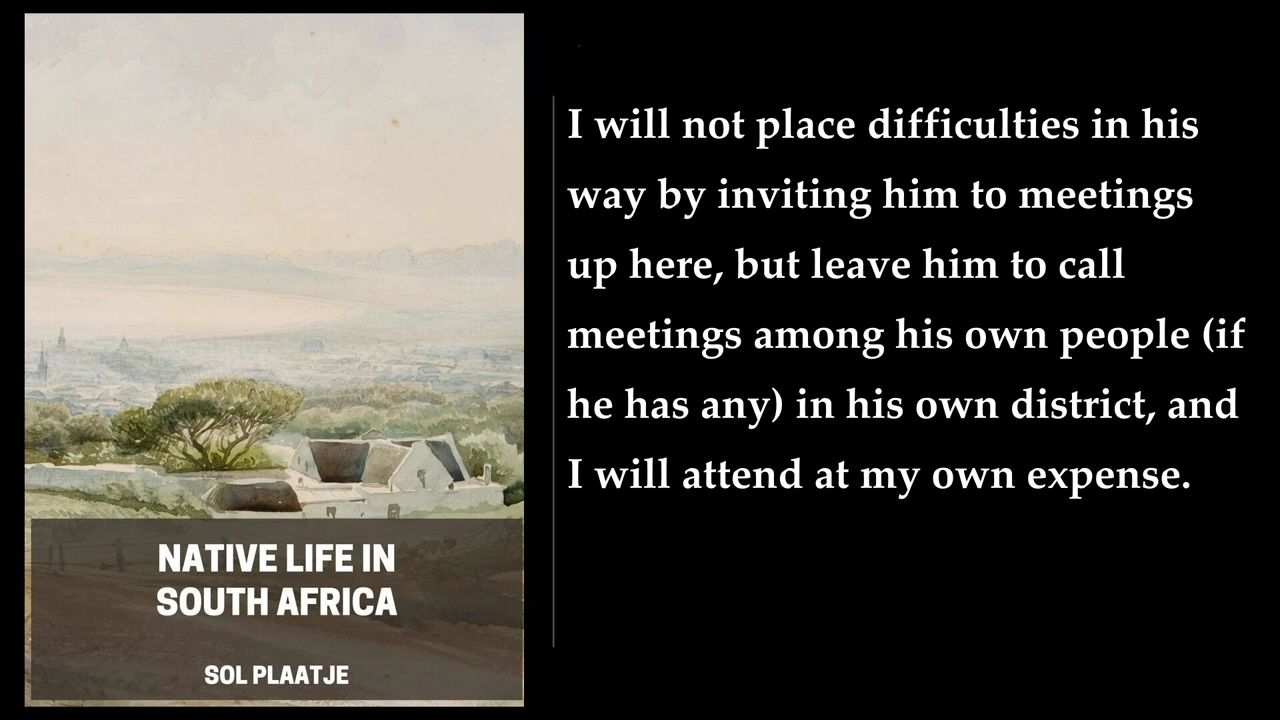 NATIVE LIFE IN
SOUTH AFRICA
SOL PLAATJE
I will not place difficulties in his
way by inviting him to meetings
up here, but leave him to call
meetings among his own people (if
he has any) in his own district, and
I will attend at my own expense.